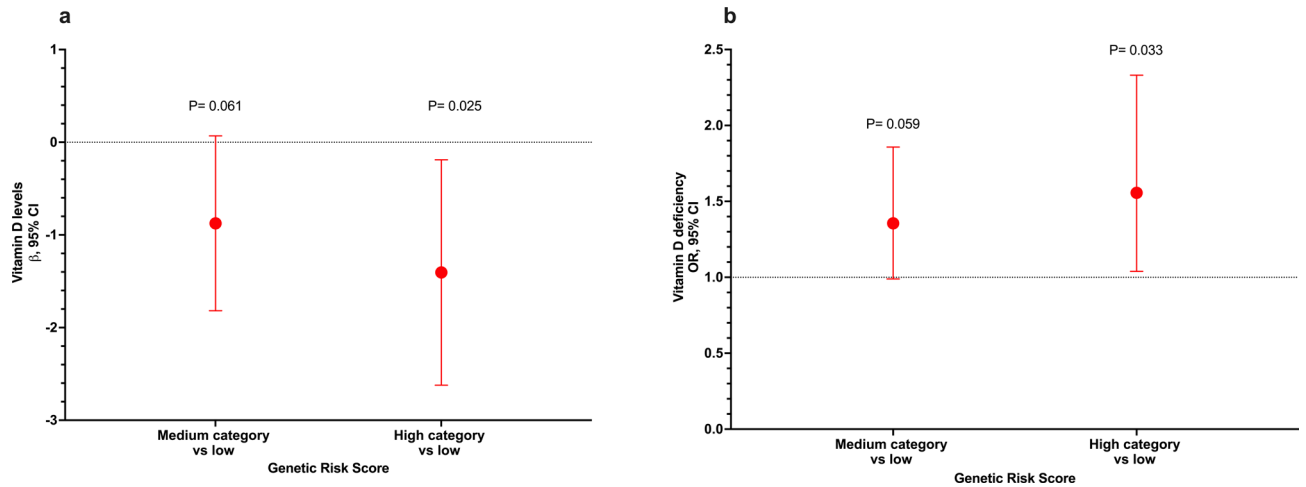 a
1
0
-1
-2
-3
Vitamin D levels
β, 95% CI
P= 0.061
P= 0.025
Medium category
vs low
High category
vs low
Genetic Risk Score
b
2.5
2.0
1.5
1.0
0.5
0.0
Vitamin D deficiency
OR, 95% CI
P= 0.059
P= 0.033
Medium category
vs low
High category
vs low
Genetic Risk Score